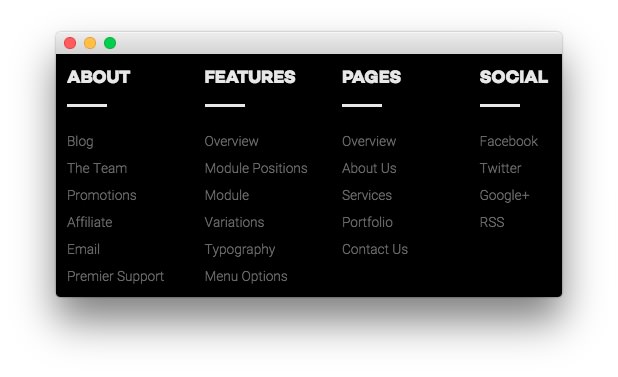 ABOUT
Blog
The Team
Promotions
Affiliate
Email
Premier Support
FEATURES
Overview
Module Positions
Module
Variations
Typography
Menu Options
PAGES
Overview
About Us
Services
Portfolio
Contact Us
SOCIAL
Facebook
Twitter
Google+
RSS